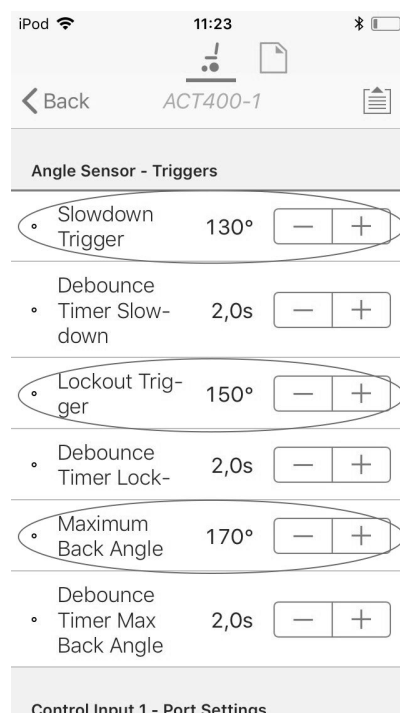 iPod 11:23
Back ACT400-1
Angle Sensor - Triggers
Slowdown
Trigger 130° − +
Debounce
Timer Slow-
down 2,0s − +
Lockout Trig-
ger 150° − +
Debounce
Timer Lock- 2,0s − +
Maximum
Back Angle 170° − +
Debounce
Timer Max
Back Angle 2,0s − +
Control Input 1 - Port Settings